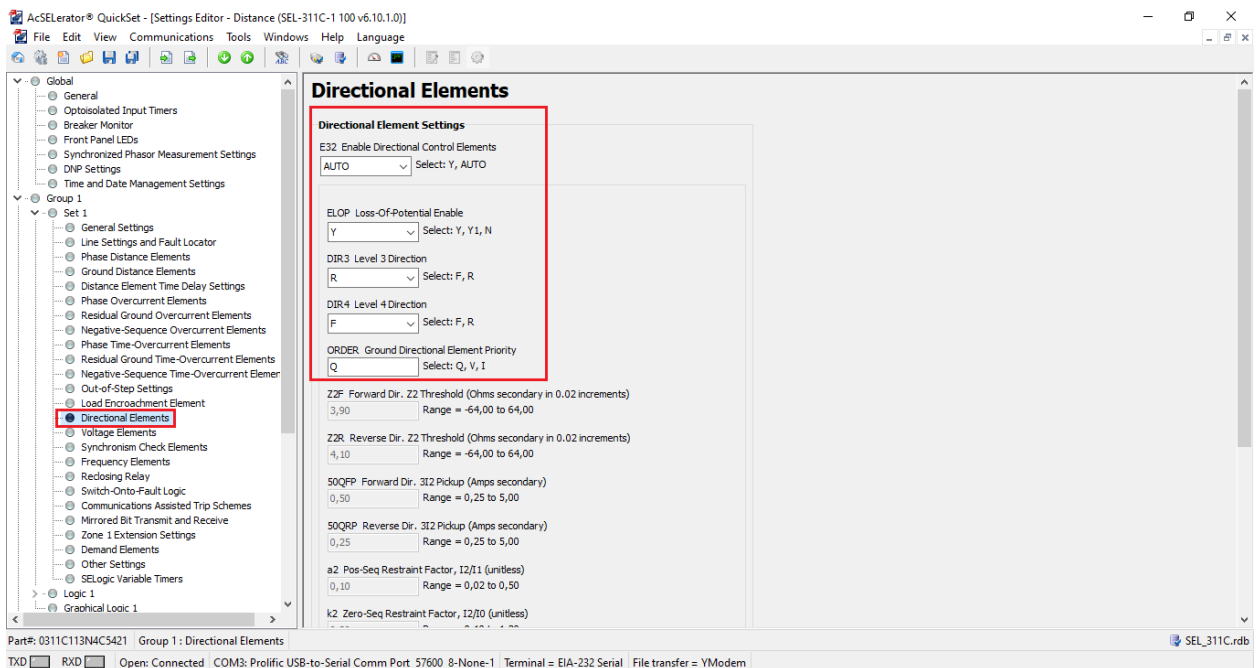 AcSELerator® QuickSet - [Settings Editor - Distance (SEL-311C-1 100 v6.10.1.0)]
File Edit View Communications Tools Windows Help Language
Global
General
Optoisolated Input Timers
Breaker Monitor
Front Panel LEDs
Synchronized Phasor Measurement Settings
DNP Settings
Time and Date Management Settings
Group 1
Set 1
General Settings
Line Settings and Fault Locator
Phase Distance Elements
Ground Distance Elements
Distance Element Time Delay Settings
Phase Overcurrent Elements
Residual Ground Overcurrent Elements
Negative-Sequence Overcurrent Elements
Phase Time-Overcurrent Elements
Residual Ground Time-Overcurrent Elements
Negative-Sequence Time-Overcurrent Elemer
Out-of-Step Settings
Load Encroachment Element
Directional Elements
Voltage Elements
Synchronism Check Elements
Frequency Elements
Reclosing Relay
Switch-Onto-Fault Logic
Communications Assisted Trip Schemes
Mirrored Bit Transmit and Receive
Zone 1 Extension Settings
Demand Elements
Other Settings
SELogic Variable Timers
Logic 1
Graphical Logic 1
Directional Elements
Directional Element Settings
E32 Enable Directional Control Elements
AUTO Select: Y, AUTO
ELOP Loss-Of-Potential Enable
Y Select: Y, Y1, N
DIR3 Level 3 Direction
R Select: F, R
DIR4 Level 4 Direction
F Select: F, R
ORDER Ground Directional Element Priority
Q Select: Q, V, I
Z2F Forward Dir. Z2 Threshold (Ohms secondary in 0.02 increments)
3,90 Range = -64,00 to 64,00
Z2R Reverse Dir. Z2 Threshold (Ohms secondary in 0.02 increments)
4,10 Range = -64,00 to 64,00
50QFP Forward Dir. 3I2 Pickup (Amps secondary)
0,50 Range = 0,25 to 5,00
50QRP Reverse Dir. 3I2 Pickup (Amps secondary)
0,25 Range = 0,25 to 5,00
a2 Pos-Seq Restraint Factor, I2/I1 (unitless)
0,10 Range = 0,02 to 0,50
k2 Zero-Seq Restraint Factor, I2/I0 (unitless)
Part#: 0311C113N4C5421 Group 1 : Directional Elements SEL_311C.rdb
TXD RXD Open: Connected COM3: Prolific USB-to-Serial Comm Port 57600 8-None-1 Terminal = EIA-232 Serial File transfer = YModem